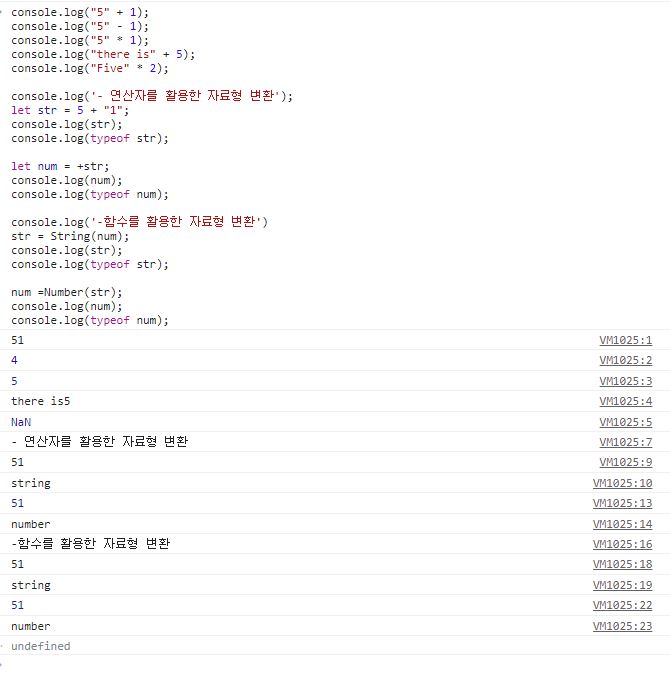 console.log("5" + 1);
console.log("5" - 1);
console.log("5" * 1);
console.log("there is" + 5);
console.log("Five" * 2);
console.log('- 연산자를 활용한 자료형 변환');
let str = 5 + "1";
console.log(str);
console.log(typeof str);
let num = +str;
console.log(num);
console.log(typeof num);
console.log('-함수를 활용한 자료형 변환')
str = String(num);
console.log(str);
console.log(typeof str);
num =Number(str);
console.log(num);
console.log(typeof num);
51 VM1025:1
4 VM1025:2
5 VM1025:3
there is5 VM1025:4
NaN VM1025:5
- 연산자를 활용한 자료형 변환 VM1025:7
51 VM1025:9
string VM1025:10
51 VM1025:13
number VM1025:14
-함수를 활용한 자료형 변환 VM1025:16
51 VM1025:18
string VM1025:19
51 VM1025:22
number VM1025:23
undefined